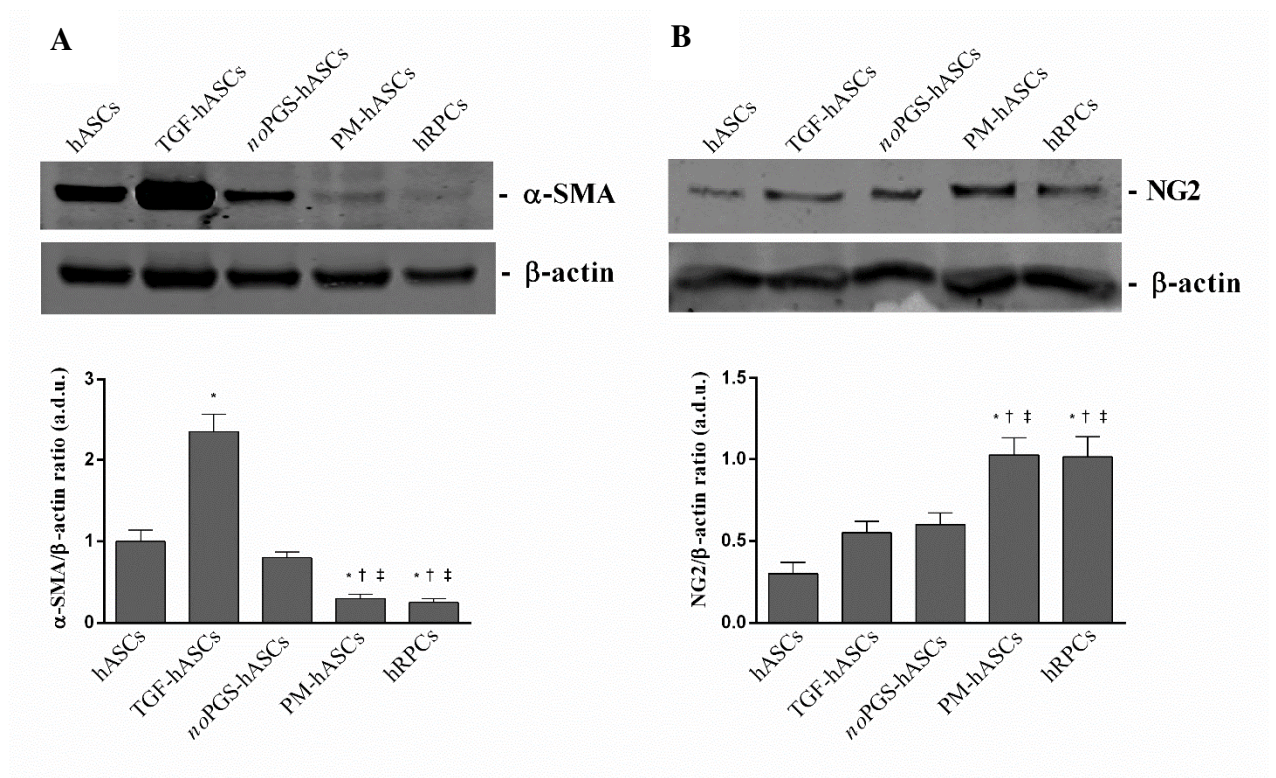 A
hASCs
TGF-hASCs
noPGS-hASCs
PM-hASCs
hRPCs
- α-SMA
- β-actin
α-SMA/β-actin ratio (a.d.u.)
3
2
1
0
*
* † ‡
* † ‡
hASCs
TGF-hASCs
noPGS-hASCs
PM-hASCs
hRPCs
B
hASCs
TGF-hASCs
noPGS-hASCs
PM-hASCs
hRPCs
- NG2
- β-actin
NG2/β-actin ratio (a.d.u.)
1.5
1.0
0.5
0.0
* † ‡
* † ‡
hASCs
TGF-hASCs
noPGS-hASCs
PM-hASCs
hRPCs